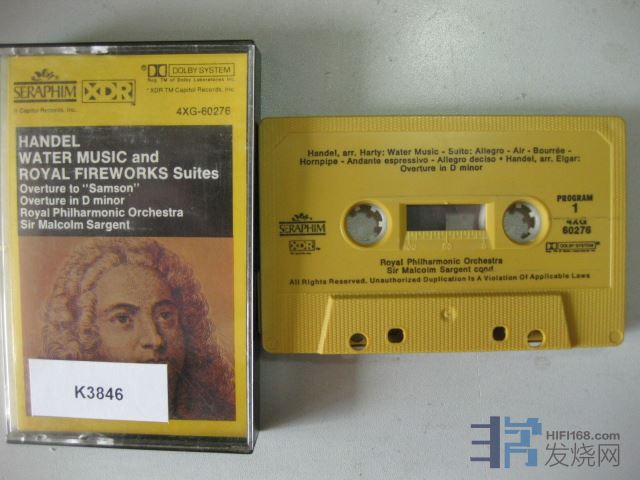 SERAPHIM
XDR
DOLBY SYSTEM
Reg. TM of Dolby Laboratories Inc.
© Capitol Records, Inc.
*XDR TM Capitol Records, Inc.
4XG-60276
HANDEL
WATER MUSIC and
ROYAL FIREWORKS Suites
Overture to "Samson"
Overture in D minor
Royal Philharmonic Orchestra
Sir Malcolm Sargent
K3846
Handel, arr. Harty: Water Music - Suite: Allegro - Air - Bourrée -
Hornpipe - Andante espressivo - Allegro deciso • Handel, arr. Elgar:
Overture in D minor
SERAPHIM
XDR
PROGRAM
1
4XG
60276
DOLBY SYSTEM
Royal Philharmonic Orchestra
Sir Malcolm Sargent cond
All Rights Reserved. Unauthorized Duplication Is A Violation Of Applicable Laws
HIFI168.com
发烧网